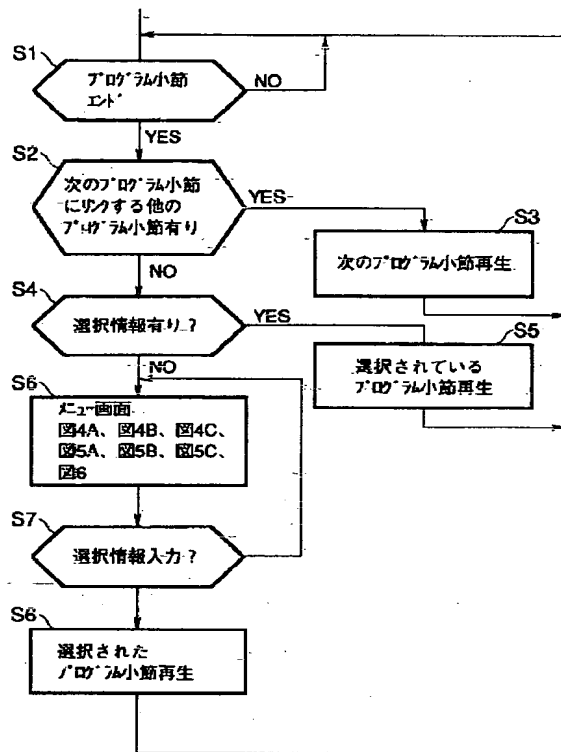 S1
プログラム小節
エンド
NO
YES
S2
次のプログラム小節
にリンクする他の
プログラム小節有り
YES
S3
次のプログラム小節再生
NO
S4
選択情報有り?
YES
S5
選択されている
プログラム小節再生
NO
S6
メニュー画面
図4A、図4B、図4C、
図5A、図5B、図5C、
図6
S7
選択情報入力?
S6
選択された
プログラム小節再生